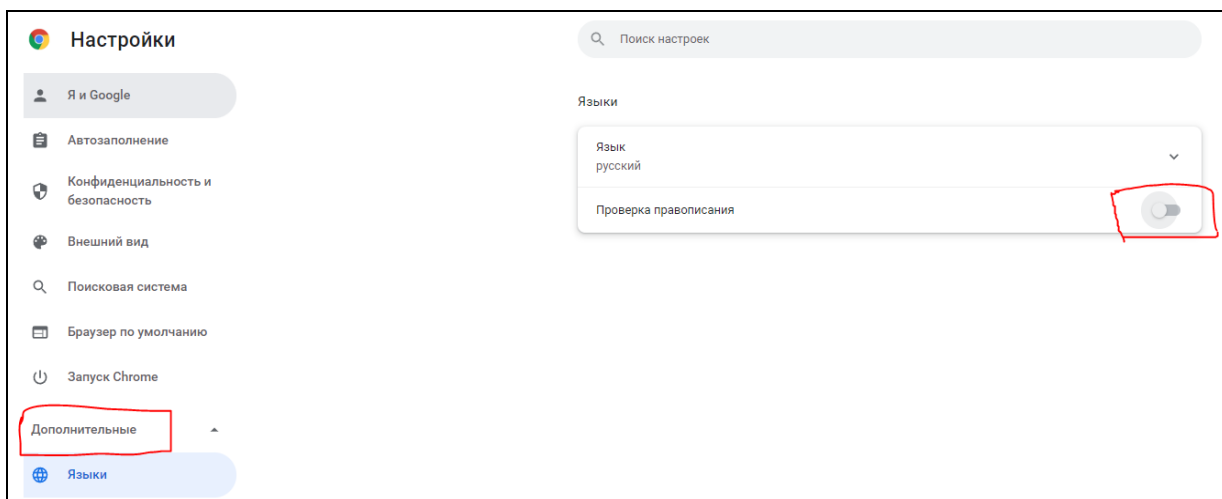 Настройки
Поиск настроек
Я и Google
Автозаполнение
Конфиденциальность и
безопасность
Внешний вид
Поисковая система
Браузер по умолчанию
Запуск Chrome
Дополнительные
Языки
Языки
Язык
русский
Проверка правописания